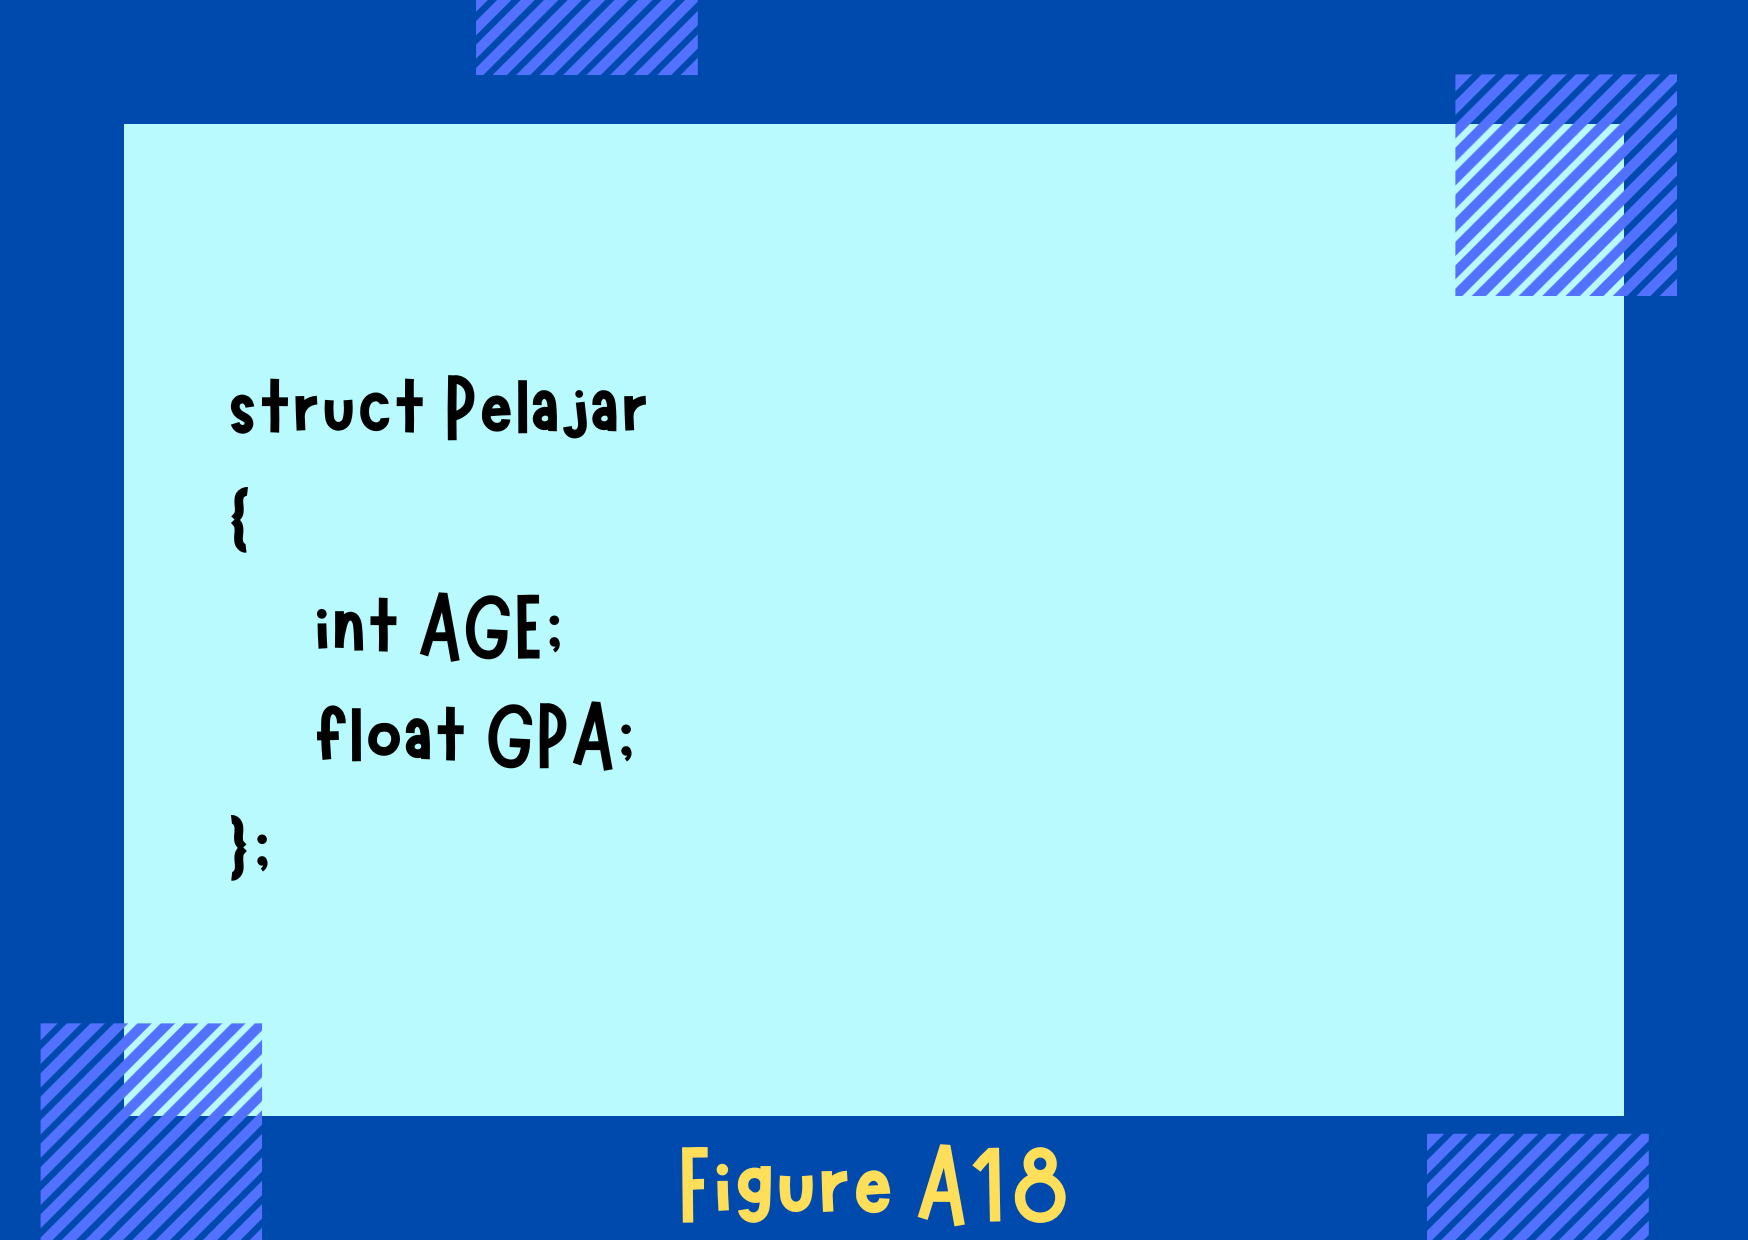 struct Pelajar
{
int AGE;
float GPA;
};
Figure A18